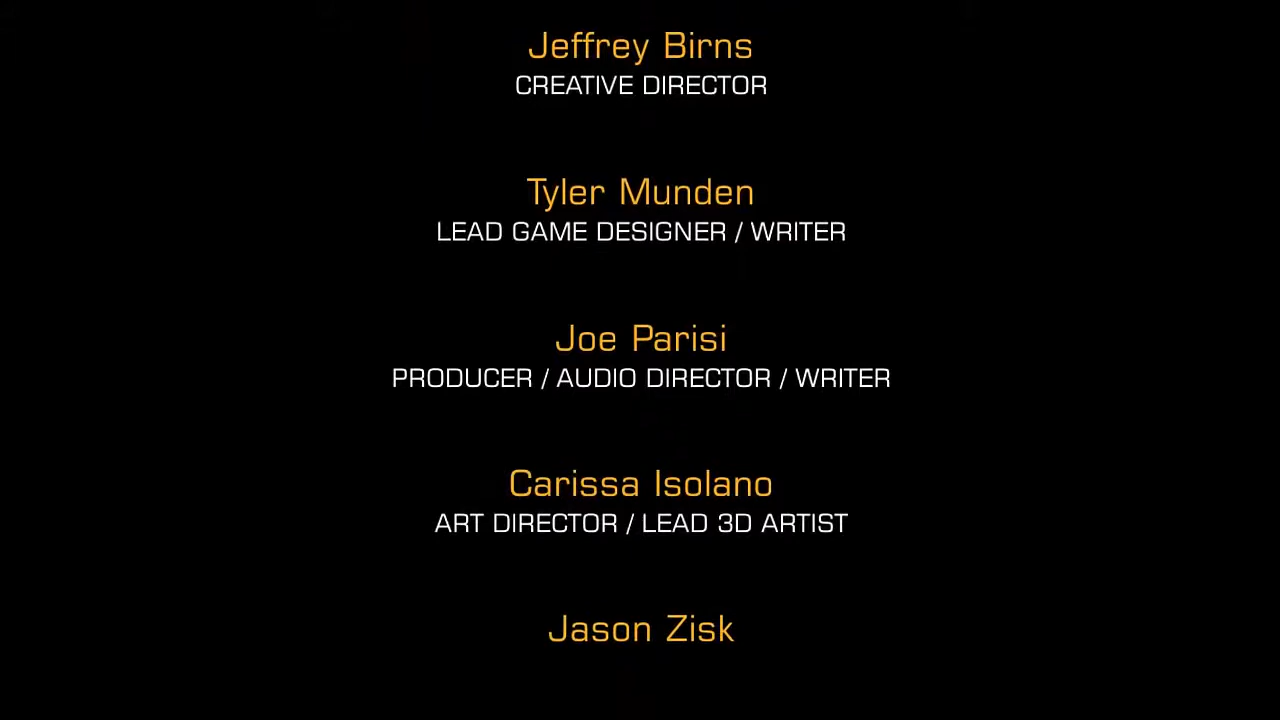 Jeffrey Birns
CREATIVE DIRECTOR
Tyler Munden
LEAD GAME DESIGNER / WRITER
Joe Parisi
PRODUCER / AUDIO DIRECTOR / WRITER
Carissa Isolano
ART DIRECTOR / LEAD 3D ARTIST
Jason Zisk